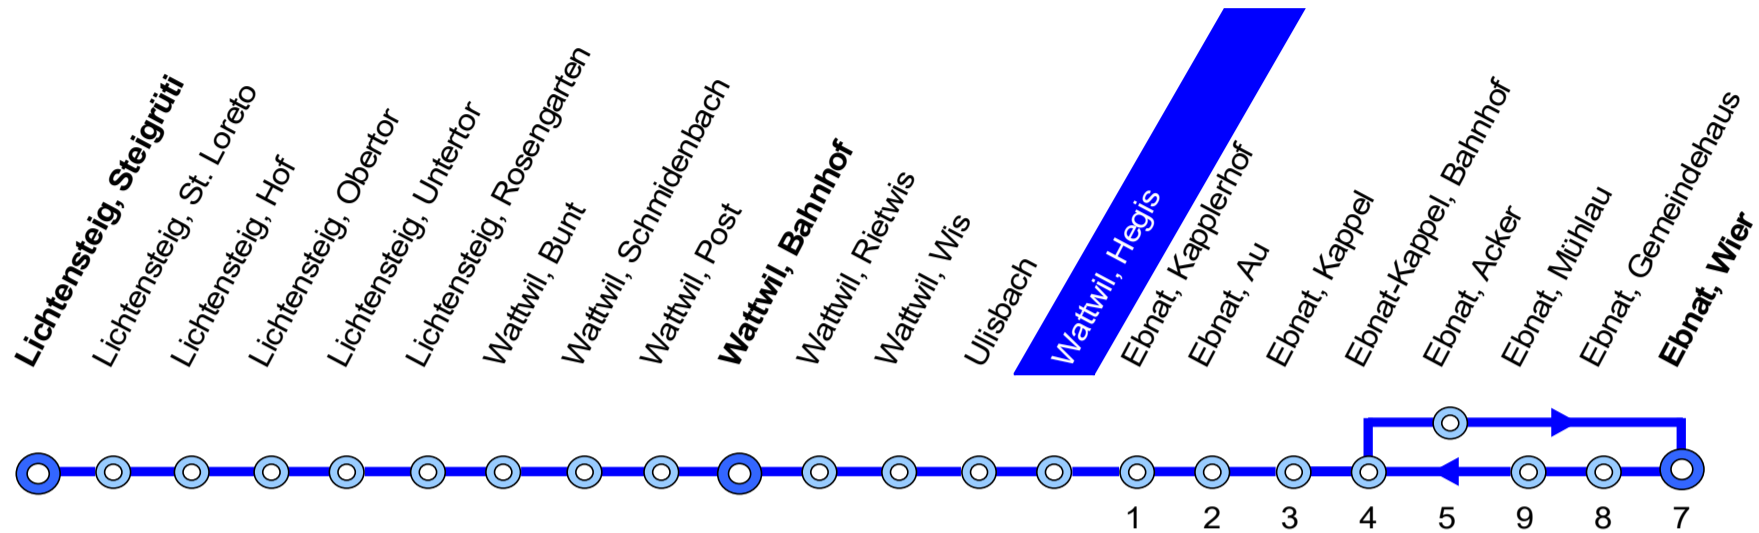 Lichtensteig, Steigrüti
Lichtensteig, St. Loreto
Lichtensteig, Hof
Lichtensteig, Obertor
Lichtensteig, Untertor
Lichtensteig, Rosengarten
Wattwil, Bunt
Wattwil, Schmidenbach
Wattwil, Post
Wattwil, Bahnhof
Wattwil, Rietwis
Wattwil, Wis
Ulisbach
Wattwil, Hegis
Ebnat, Kapplerhof
Ebnat, Au
Ebnat, Kappel
Ebnat-Kappel, Bahnhof
Ebnat, Acker
Ebnat, Mühlau
Ebnat, Gemeindehaus
Ebnat, Wier
1 2 3 4 5 9 8 7